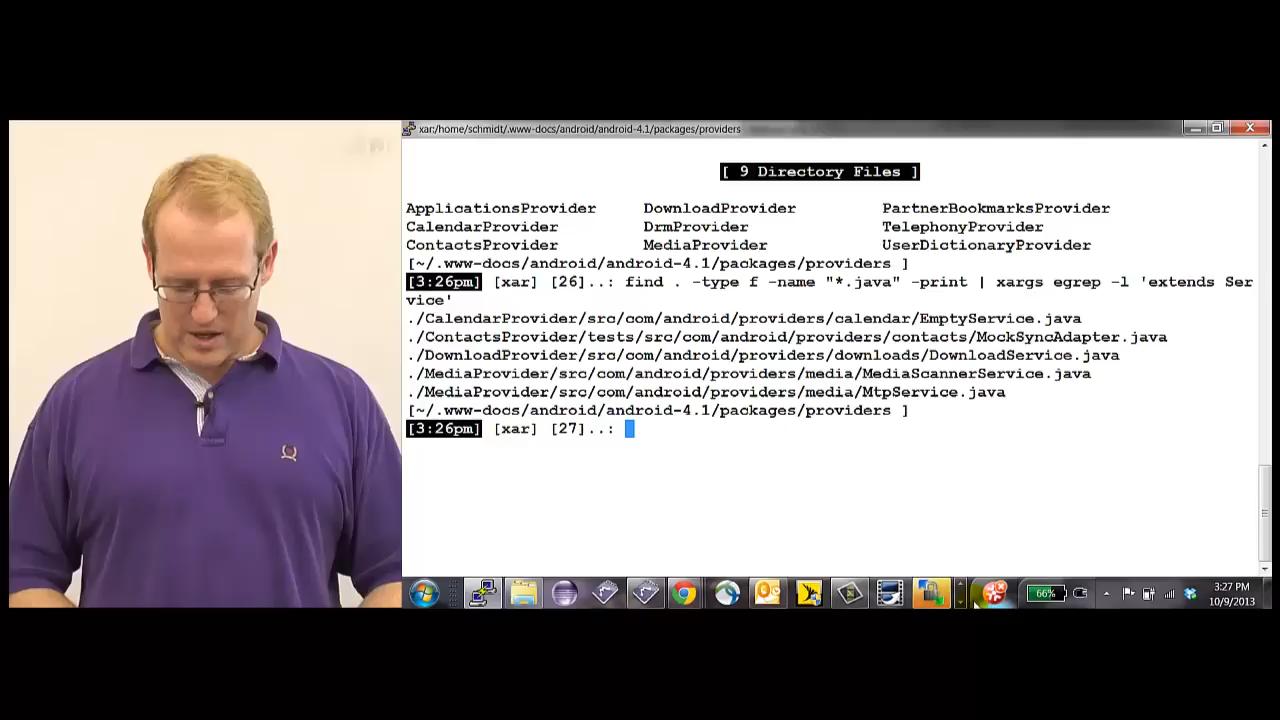 xar:/home/schmidt/.www-docs/android/android-4.1/packages/providers
[ 9 Directory Files ]
ApplicationsProvider DownloadProvider PartnerBookmarksProvider
CalendarProvider DrmProvider TelephonyProvider
ContactsProvider MediaProvider UserDictionaryProvider
[~/.www-docs/android/android-4.1/packages/providers ]
[3:26pm] [xar] [26]..: find . -type f -name "*.java" -print | xargs egrep -l 'extends Ser
vice'
./CalendarProvider/src/com/android/providers/calendar/EmptyService.java
./ContactsProvider/tests/src/com/android/providers/contacts/MockSyncAdapter.java
./DownloadProvider/src/com/android/providers/downloads/DownloadService.java
./MediaProvider/src/com/android/providers/media/MediaScannerService.java
./MediaProvider/src/com/android/providers/media/MtpService.java
[~/.www-docs/android/android-4.1/packages/providers ]
[3:26pm] [xar] [27]..:
66%
3:27 PM
10/9/2013